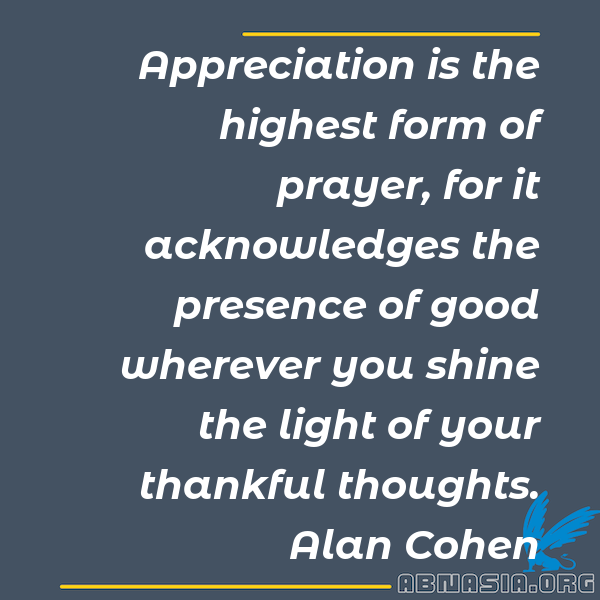 Appreciation is the
highest form of
prayer, for it
acknowledges the
presence of good
wherever you shine
the light of your
thankful thoughts.
Alan Cohen
ABNASIA.ORG